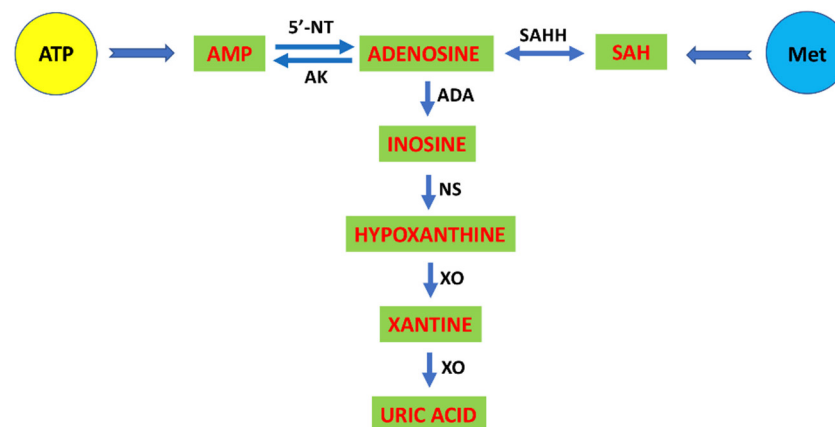 5’-NT
SAHH
ATP
AMP
ADENOSINE
SAH
Met
AK
ADA
INOSINE
NS
HYPOXANTHINE
XO
XANTINE
XO
URIC ACID